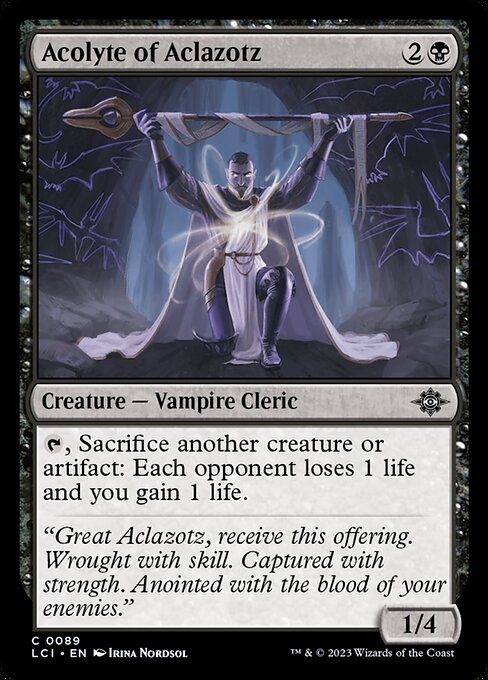 Acolyte of Aclazotz 2
Creature — Vampire Cleric
, Sacrifice another creature or
artifact: Each opponent loses 1 life
and you gain 1 life.
“Great Aclazotz, receive this offering.
Wrought with skill. Captured with
strength. Anointed with the blood of your
enemies.”
1/4
C 0089
LCI • EN Irina Nordsol
™ & © 2023 Wizards of the Coast